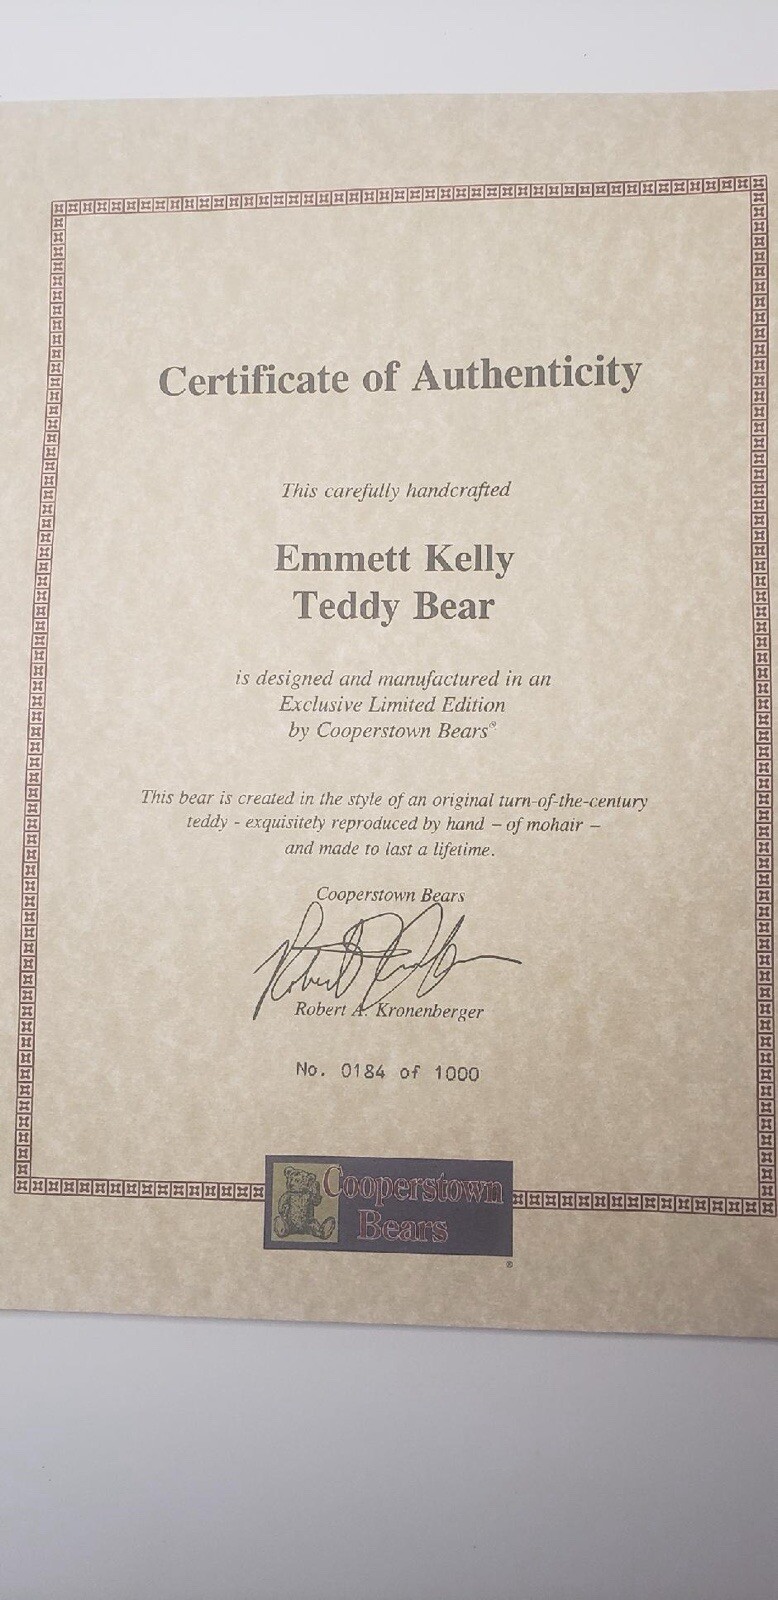 Certificate of Authenticity
This carefully handcrafted
Emmett Kelly
Teddy Bear
is designed and manufactured in an
Exclusive Limited Edition
by Cooperstown Bears®
This bear is created in the style of an original turn-of-the-century
teddy - exquisitely reproduced by hand – of mohair –
and made to last a lifetime.
Cooperstown Bears
Robert A. Kronenberger
No. 0184 of 1000
Cooperstown
Bears
®